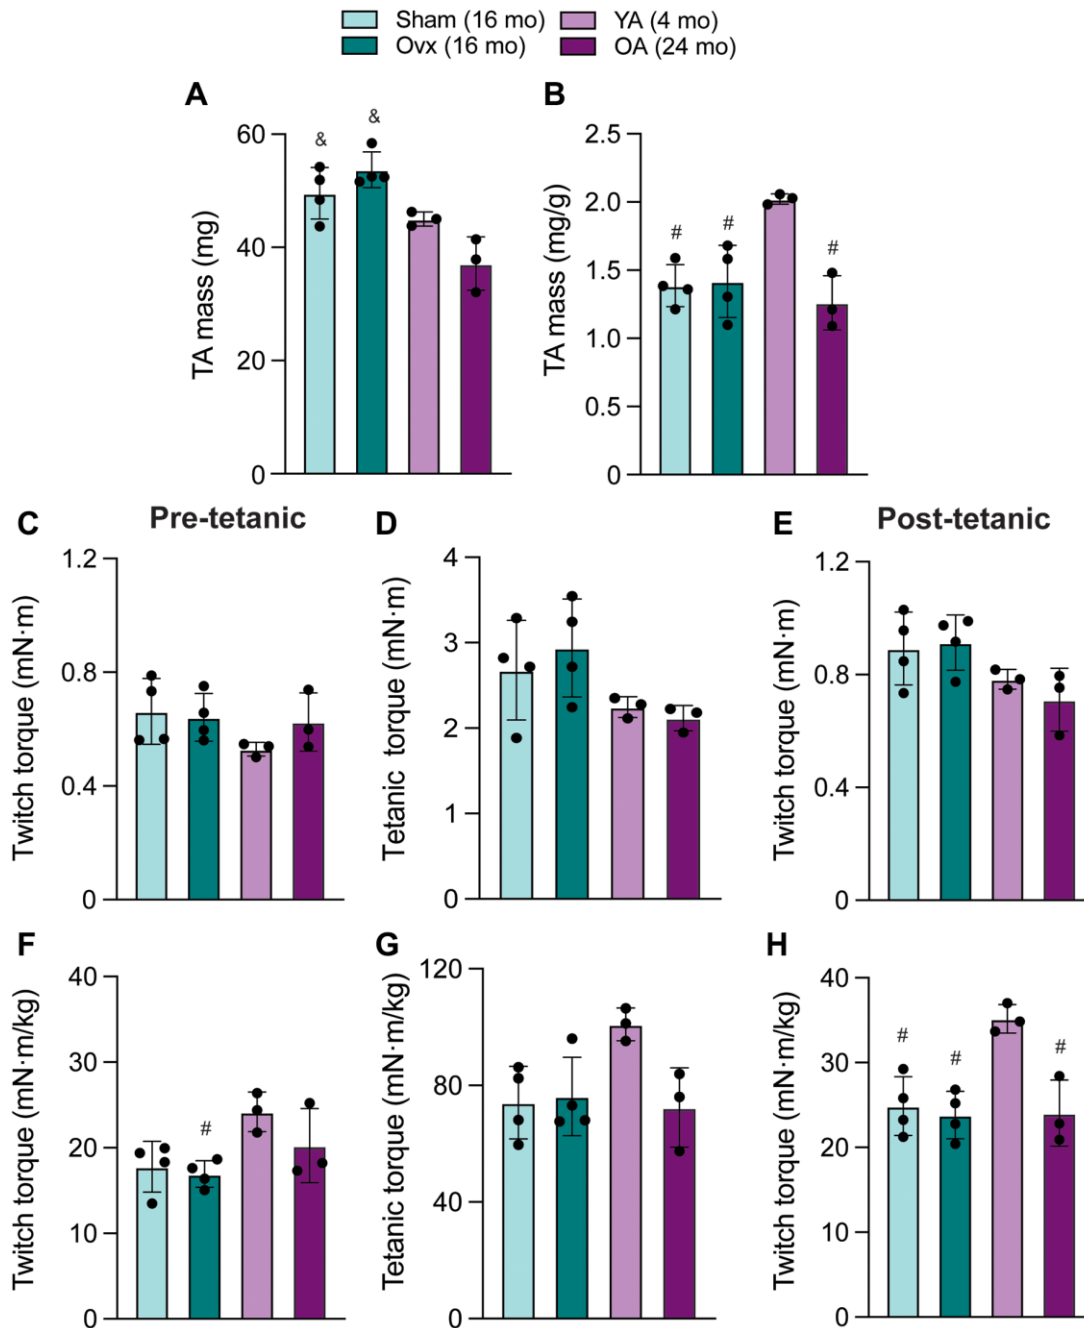 Sham (16 mo) YA (4 mo)
Ovx (16 mo) OA (24 mo)
A
TA mass (mg)
60
40
20
0
& &
B
TA mass (mg/g)
2.5
2.0
1.5
1.0
0.5
0
# # #
C
Pre-tetanic
Twitch torque (mN·m)
1.2
0.8
0.4
0
D
Tetanic torque (mN·m)
4
3
2
1
0
E
Post-tetanic
Twitch torque (mN·m)
1.2
0.8
0.4
0
F
Twitch torque (mN·m/kg)
40
30
20
10
0
#
G
Tetanic torque (mN·m/kg)
120
80
40
0
H
Twitch torque (mN·m/kg)
40
30
20
10
0
# # #